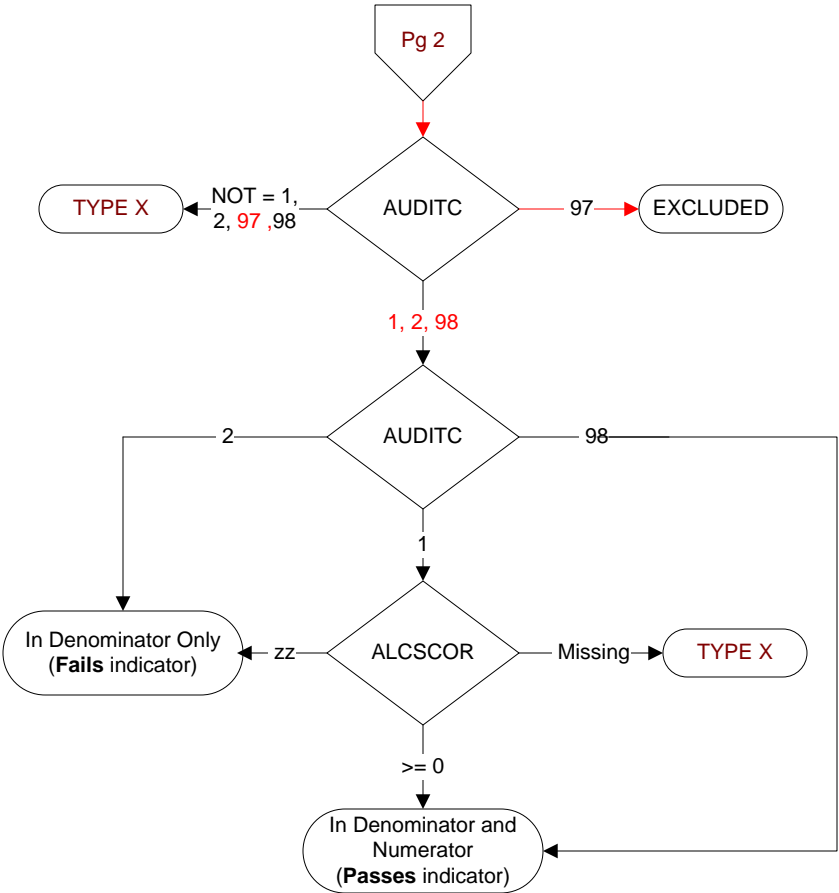 Pg 2
AUDITC
NOT = 1,
2, 97 ,98
TYPE X
97
EXCLUDED
1, 2, 98
AUDITC
2
98
1
In Denominator Only
(Fails indicator)
zz
ALCSCOR
Missing
TYPE X
>= 0
In Denominator and
Numerator
(Passes indicator)